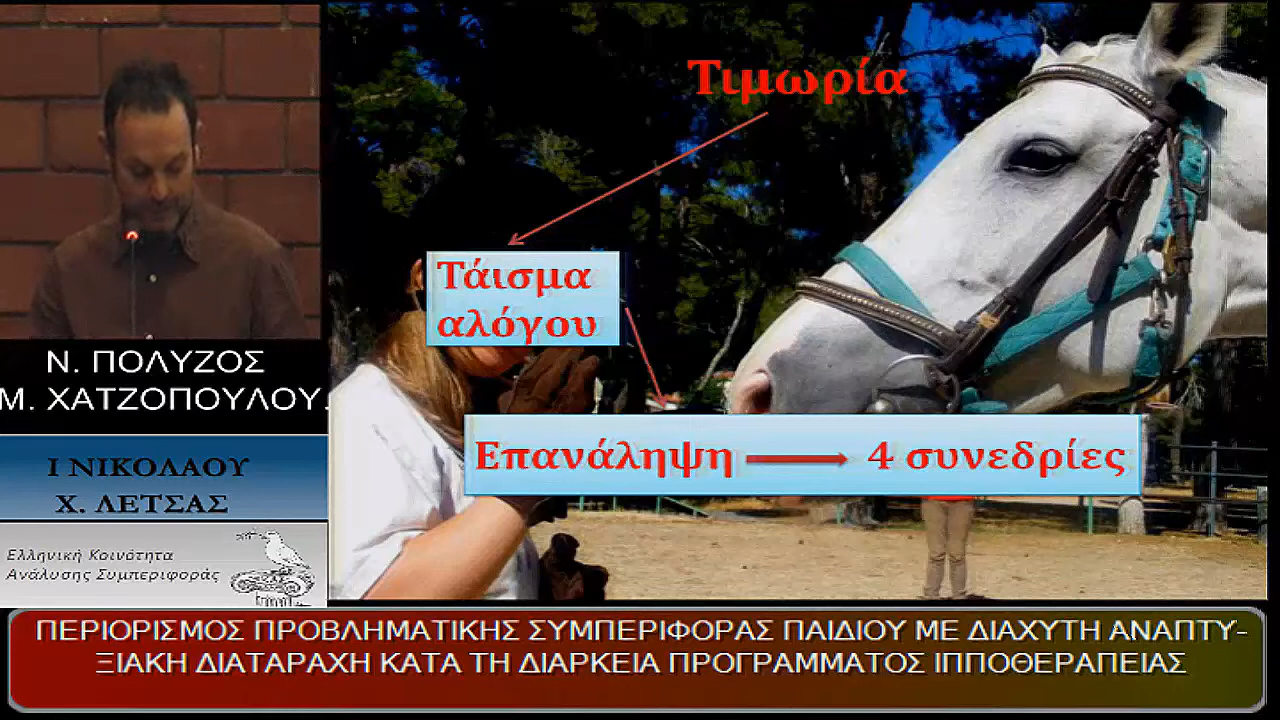 Τιμωρία
Τάισμα
αλόγου
Επανάληψη 4 συνεδρίες
Ν. ΠΟΛΥΖΟΣ
Μ. ΧΑΤΖΟΠΟΥΛΟΥ.
Ι ΝΙΚΟΛΑΟΥ
Χ. ΛΕΤΣΑΣ
Ελληνική Κοινότητα
Ανάλυσης Συμπεριφοράς
ΠΕΡΙΟΡΙΣΜΟΣ ΠΡΟΒΛΗΜΑΤΙΚΗΣ ΣΥΜΠΕΡΙΦΟΡΑΣ ΠΑΙΔΙΟΥ ΜΕ ΔΙΑΧΥΤΗ ΑΝΑΠΤΥ-
ΞΙΑΚΗ ΔΙΑΤΑΡΑΧΗ ΚΑΤΑ ΤΗ ΔΙΑΡΚΕΙΑ ΠΡΟΓΡΑΜΜΑΤΟΣ ΙΠΠΟΘΕΡΑΠΕΙΑΣ